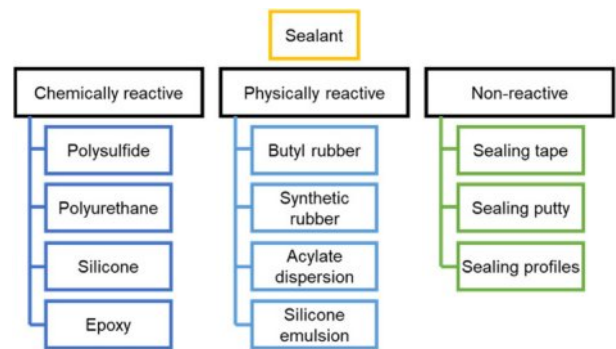 Sealant
Chemically reactive
Physically reactive
Non-reactive
Polysulfide
Butyl rubber
Sealing tape
Polyurethane
Synthetic
rubber
Sealing putty
Silicone
Acylate
dispersion
Sealing profiles
Epoxy
Silicone
emulsion